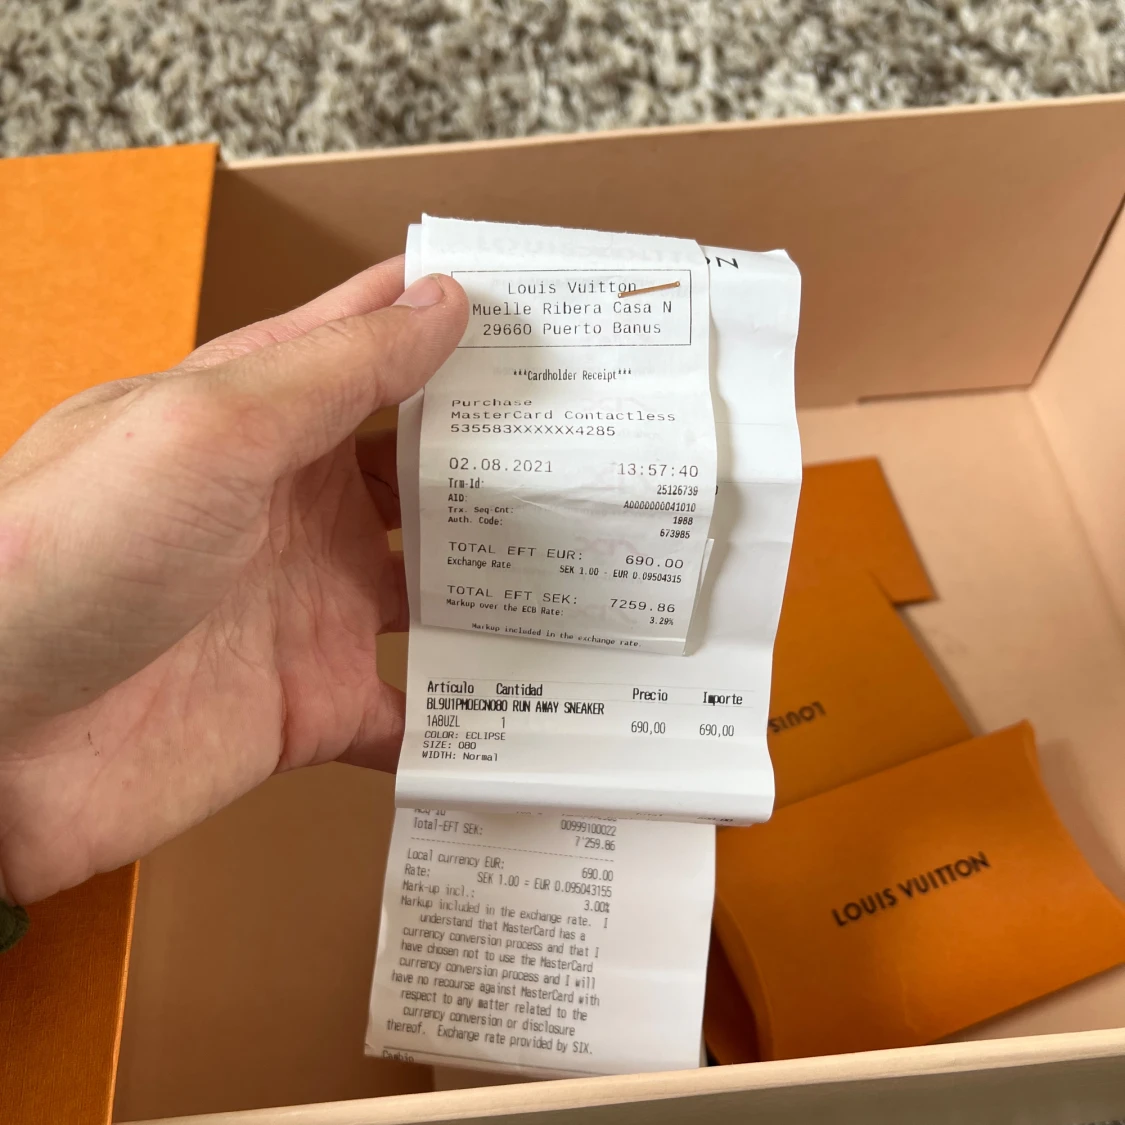 Louis Vuitton
Muelle Ribera Casa N
29660 Puerto Banus
***Cardholder Receipt***
Purchase
MasterCard Contactless
535583XXXXXX4285
02.08.2021 13:57:40
Trm-Id: 25126739
AID: A0000000041010
Trx. Seq-Cnt: 1988
Auth. Code: 673985
TOTAL EFT EUR: 690.00
Exchange Rate SEK 1.00 - EUR 0.09504315
TOTAL EFT SEK: 7259.86
Markup over the ECB Rate: 3.29%
Markup included in the exchange rate.
Artículo Cantidad Precio Importe
BL9U1PMOECN080 RUN AWAY SNEAKER
1A8UZL 1 690,00 690,00
COLOR: ECLIPSE
SIZE: 080
WIDTH: Normal
00999100022
Total-EFT SEK: 7'259.86
Local currency EUR: 690.00
Rate: SEK 1.00 = EUR 0.095043155
Mark-up incl.: 3.00%
Markup included in the exchange rate. I
understand that MasterCard has a
currency conversion process and that I
have chosen not to use the MasterCard
currency conversion process and I will
have no recourse against MasterCard with
respect to any matter related to the
currency conversion or disclosure
thereof. Exchange rate provided by SIX.
Cambio
LOUIS
LOUIS VUITTON